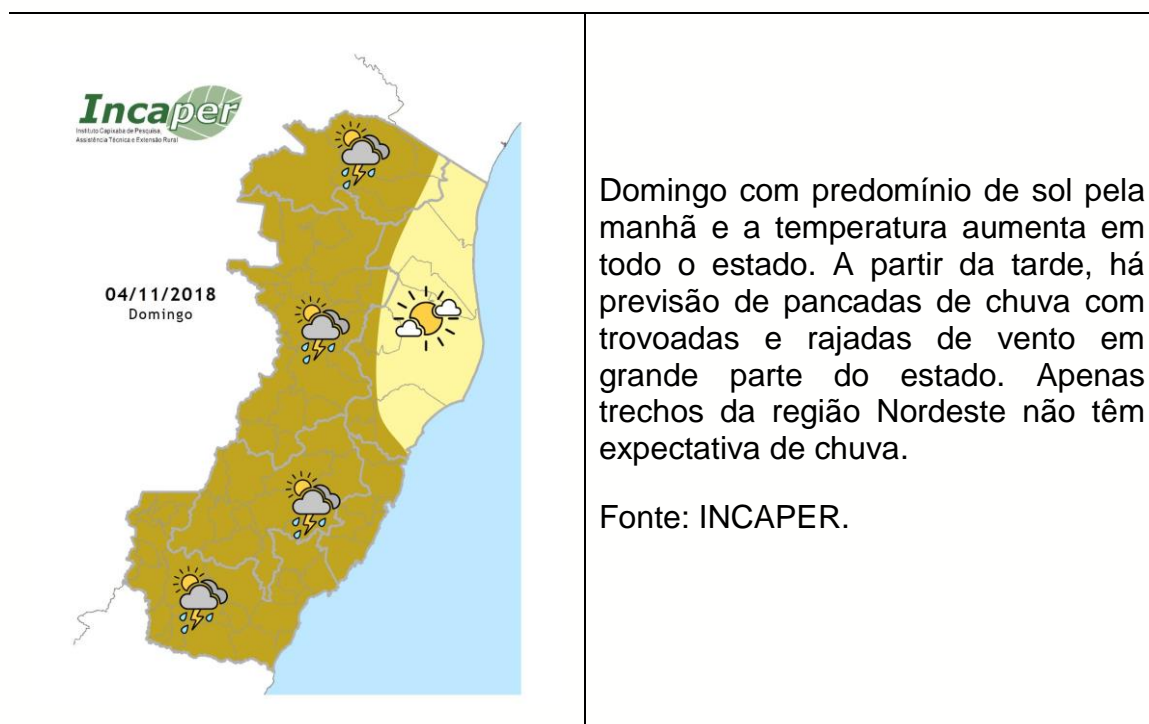 Incaper
Instituto Capixaba de Pesquisa,
Assistência Técnica e Extensão Rural
04/11/2018
Domingo
Domingo com predomínio de sol pela
manhã e a temperatura aumenta em
todo o estado. A partir da tarde, há
previsão de pancadas de chuva com
trovoadas e rajadas de vento em
grande parte do estado. Apenas
trechos da região Nordeste não têm
expectativa de chuva.
Fonte: INCAPER.